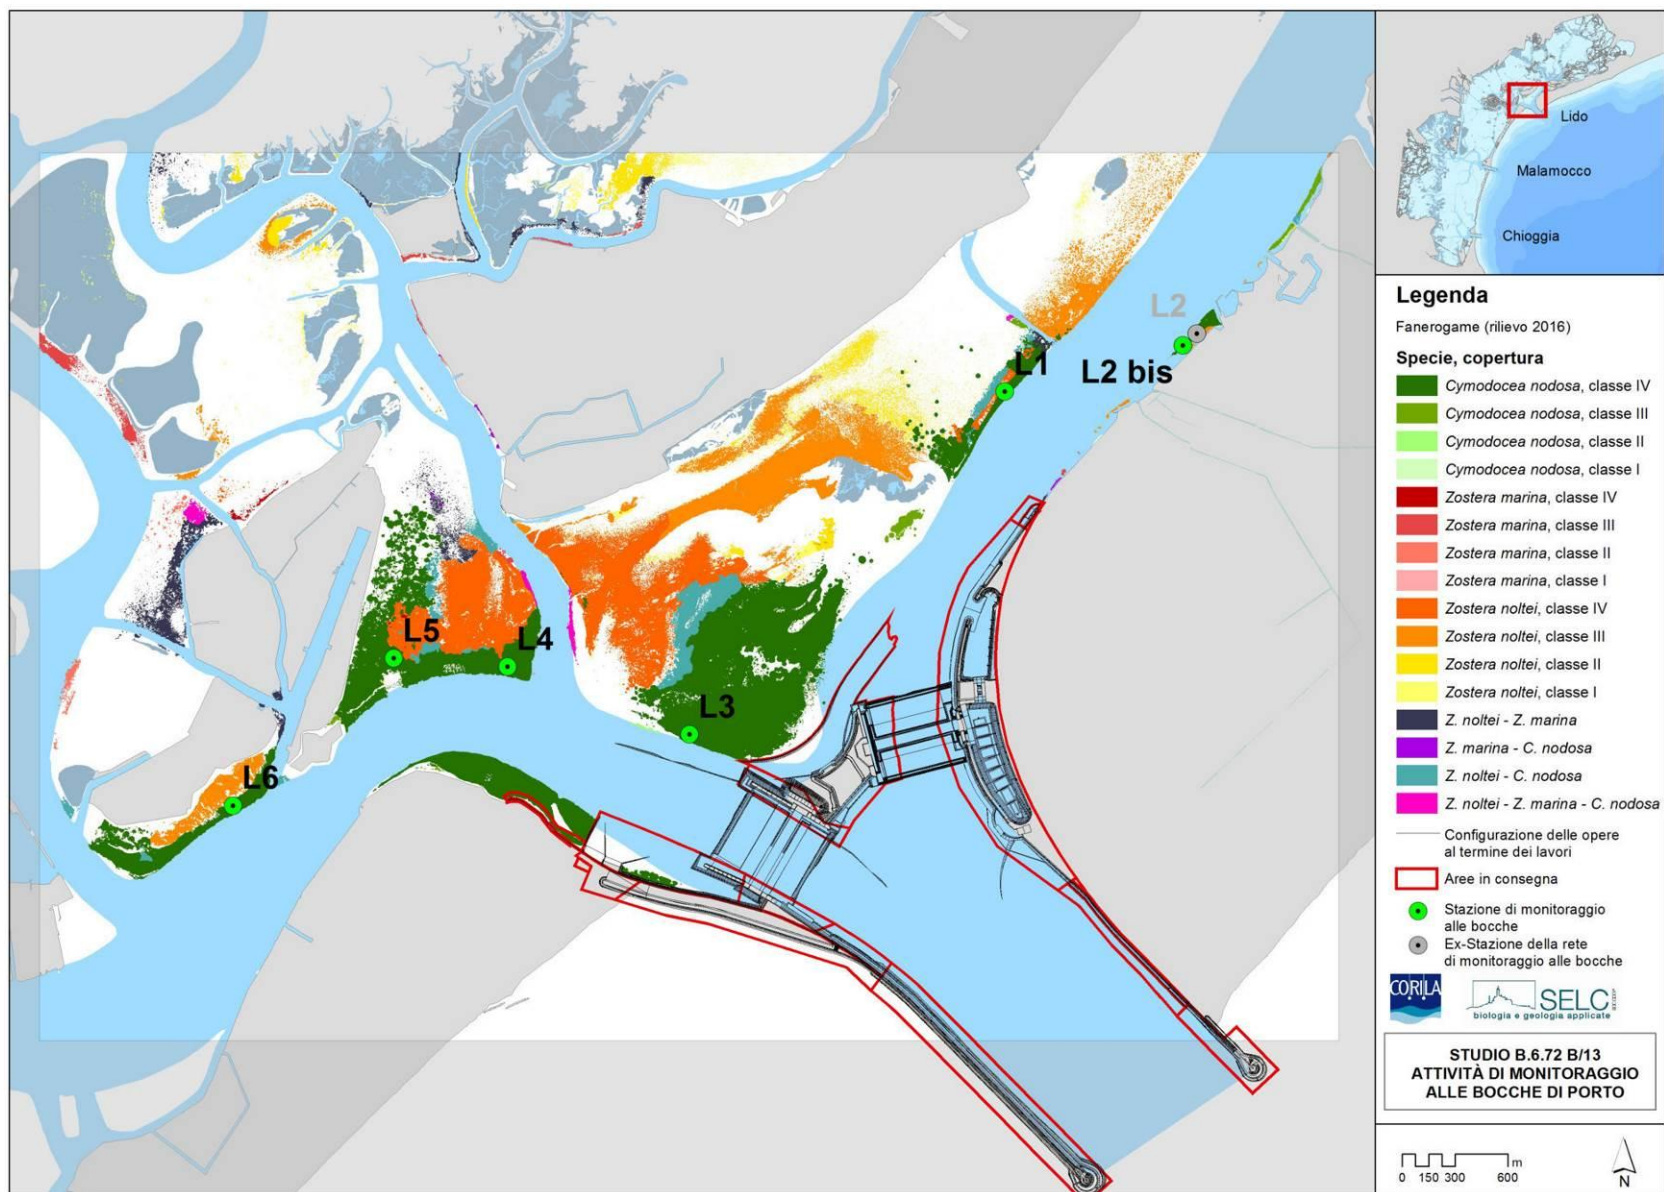 L2
L1
L2 bis
L5
L4
L3
L6
Lido
Malamocco
Chioggia
Legenda
Fanerogame (rilievo 2016)
Specie, copertura
Cymodocea nodosa, classe IV
Cymodocea nodosa, classe III
Cymodocea nodosa, classe II
Cymodocea nodosa, classe I
Zostera marina, classe IV
Zostera marina, classe III
Zostera marina, classe II
Zostera marina, classe I
Zostera noltei, classe IV
Zostera noltei, classe III
Zostera noltei, classe II
Zostera noltei, classe I
Z. noltei - Z. marina
Z. marina - C. nodosa
Z. noltei - C. nodosa
Z. noltei - Z. marina - C. nodosa
Configurazione delle opere
al termine dei lavori
Aree in consegna
Stazione di monitoraggio
alle bocche
Ex-Stazione della rete
di monitoraggio alle bocche
CORILA
SELC
biologia e geologia applicate
STUDIO B.6.72 B/13
ATTIVITÀ DI MONITORAGGIO
ALLE BOCCHE DI PORTO
m
0 150 300 600
N